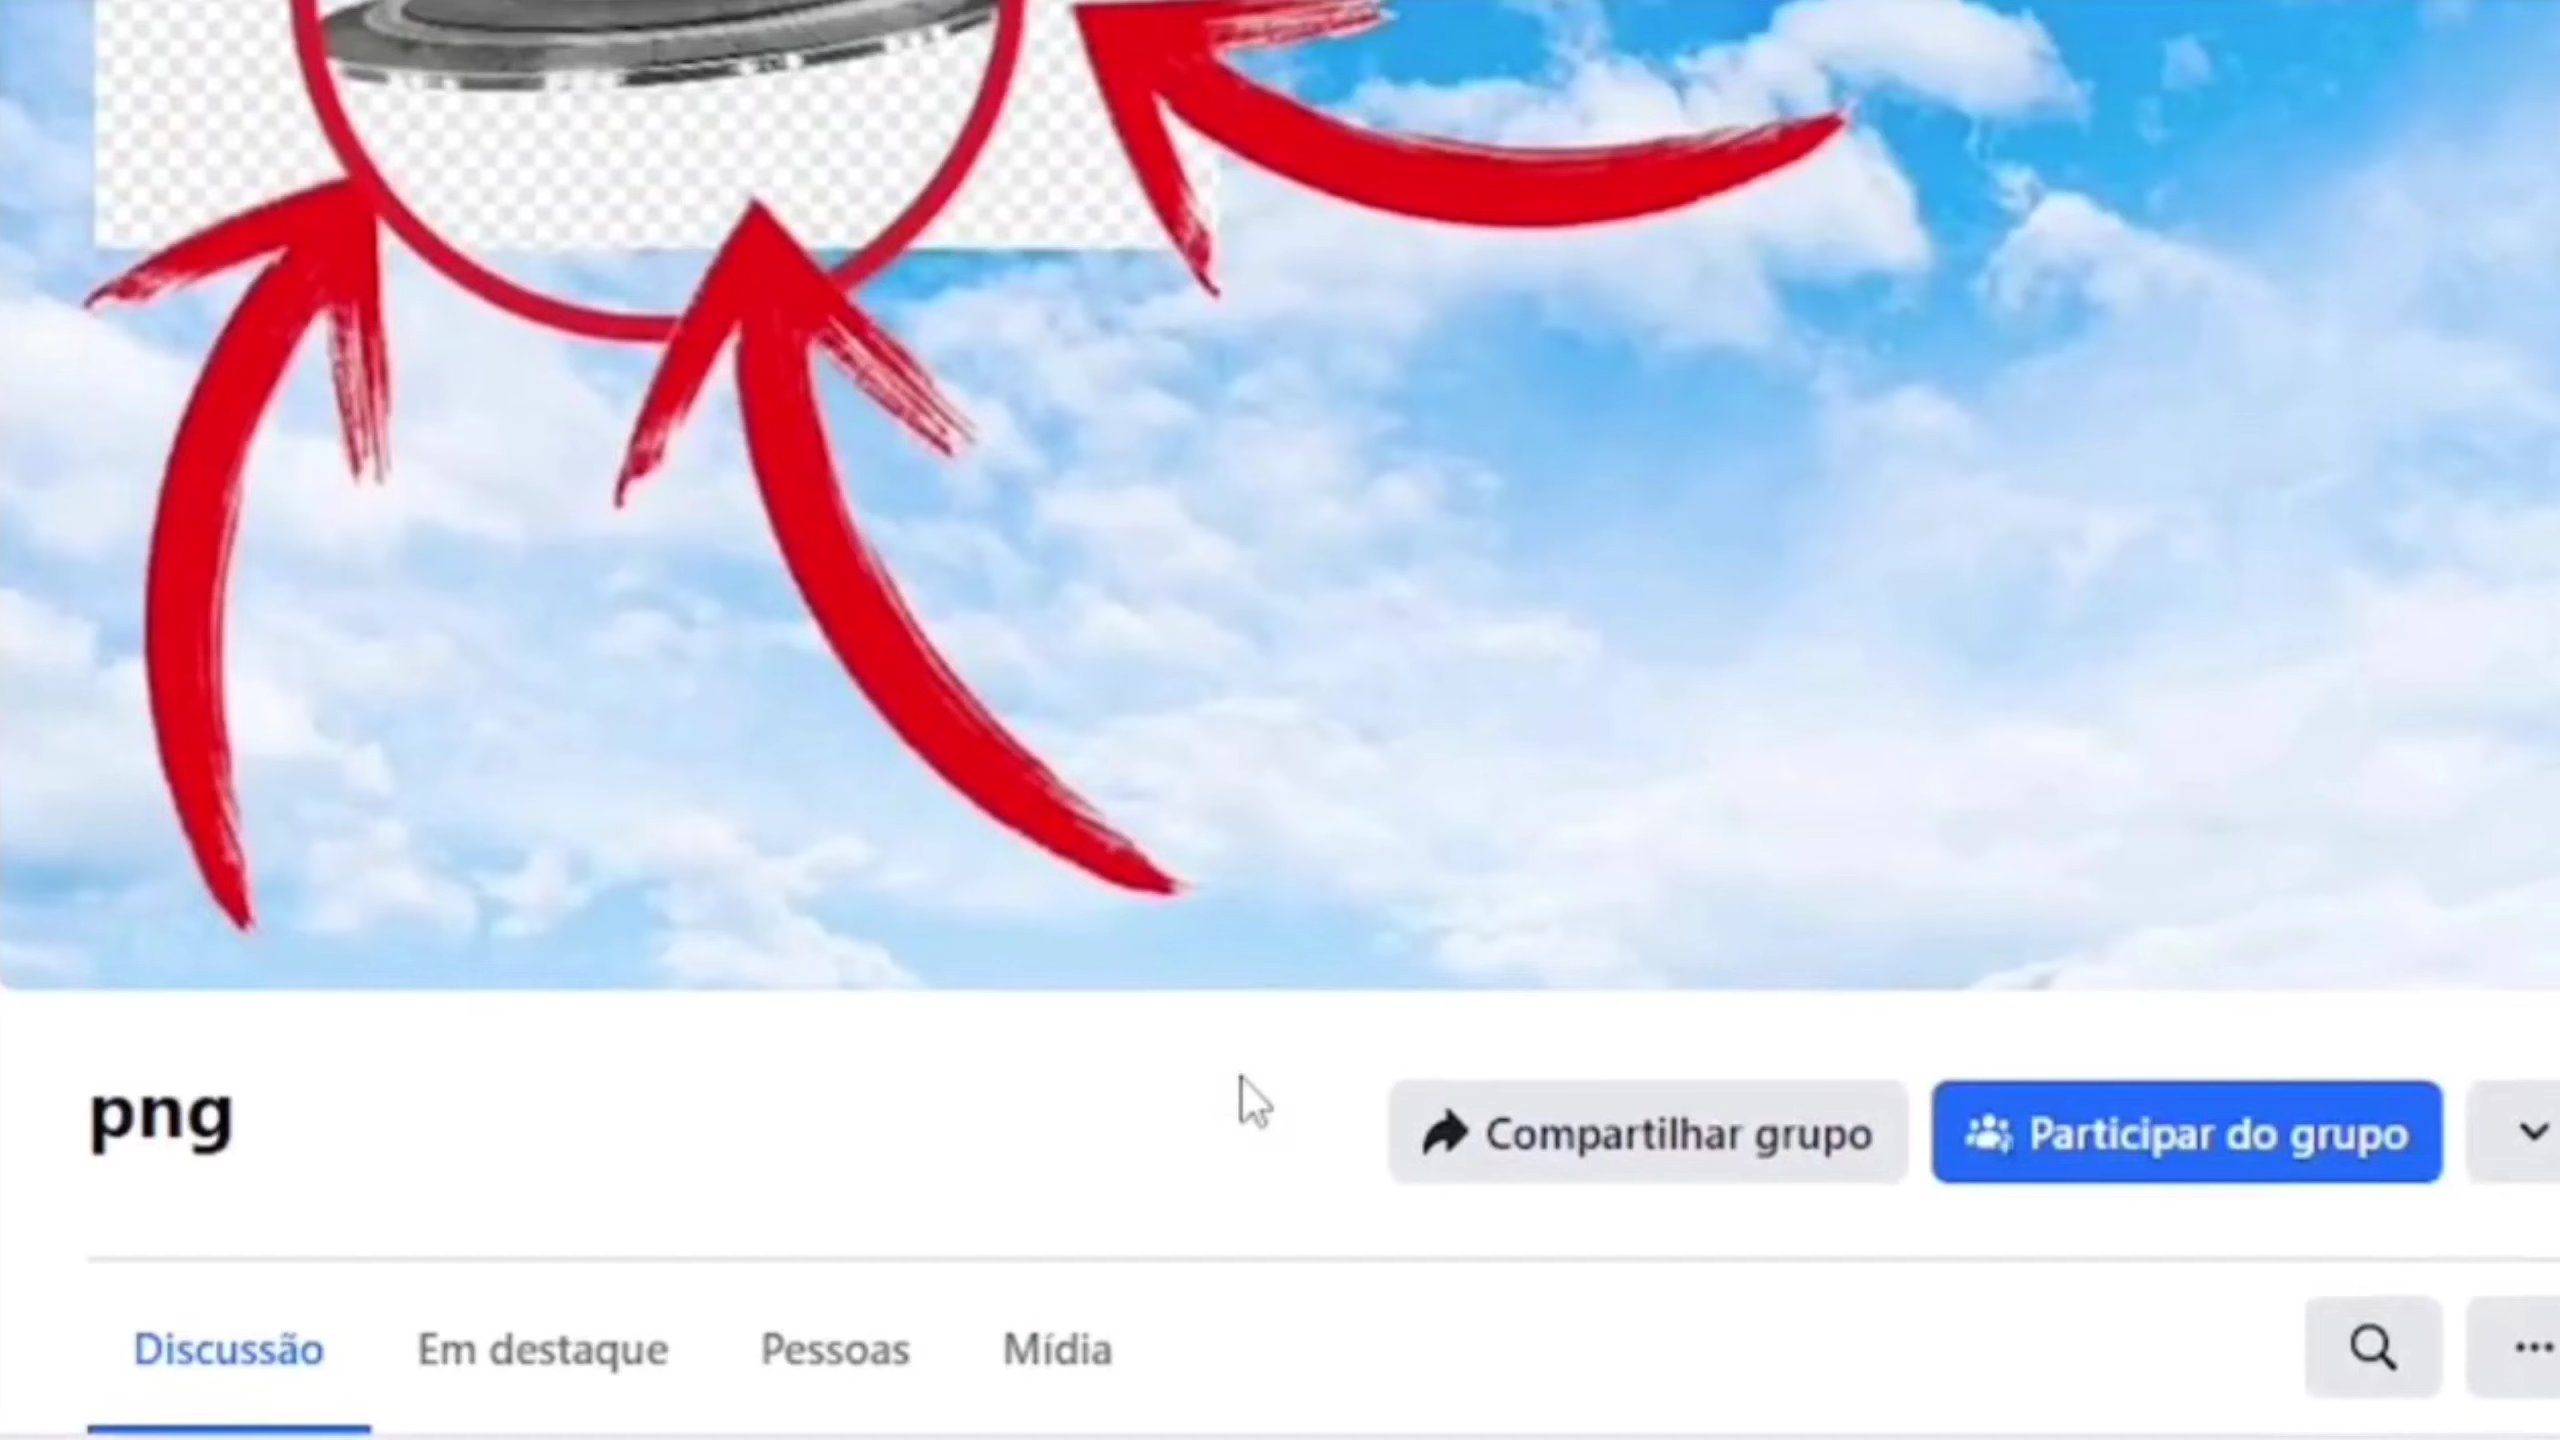 png
Compartilhar grupo
Participar do grupo
Discussão
Em destaque
Pessoas
Mídia